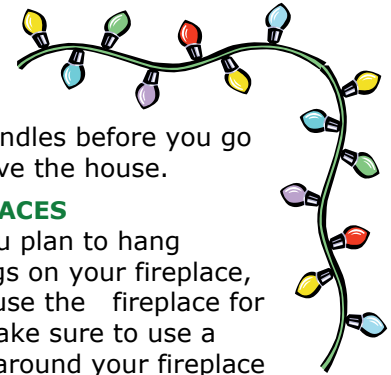 ndles before you go
ve the house.
ACES
u plan to hang
gs on your fireplace,
use the fireplace for
ake sure to use a
around your fireplace